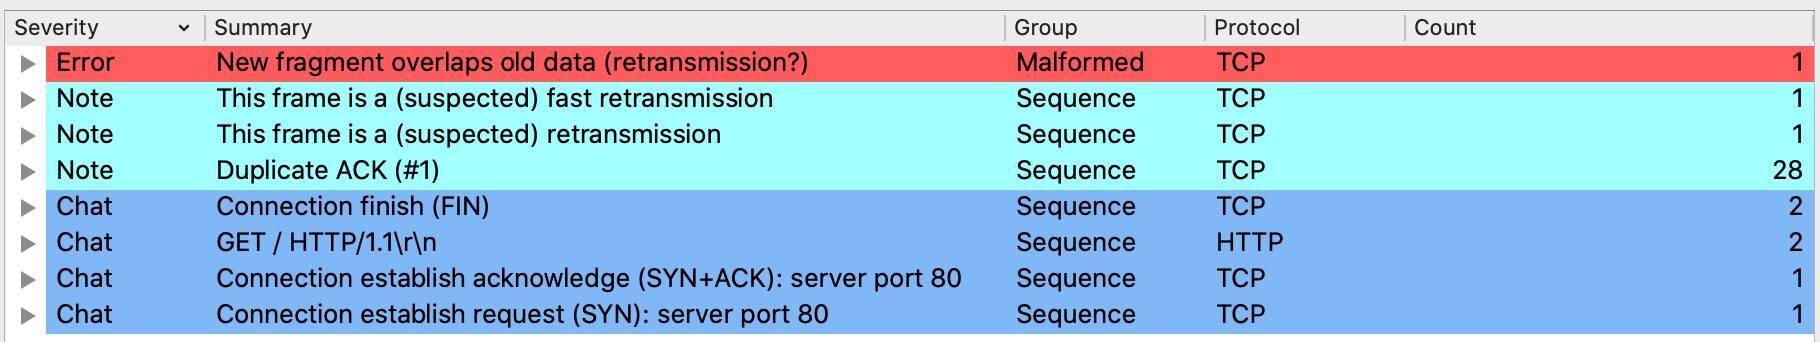 Severity Summary Group Protocol Count
Error New fragment overlaps old data (retransmission?) Malformed TCP 1
Note This frame is a (suspected) fast retransmission Sequence TCP 1
Note This frame is a (suspected) retransmission Sequence TCP 1
Note Duplicate ACK (#1) Sequence TCP 28
Chat Connection finish (FIN) Sequence TCP 2
Chat GET / HTTP/1.1\r\n Sequence HTTP 2
Chat Connection establish acknowledge (SYN+ACK): server port 80 Sequence TCP 1
Chat Connection establish request (SYN): server port 80 Sequence TCP 1